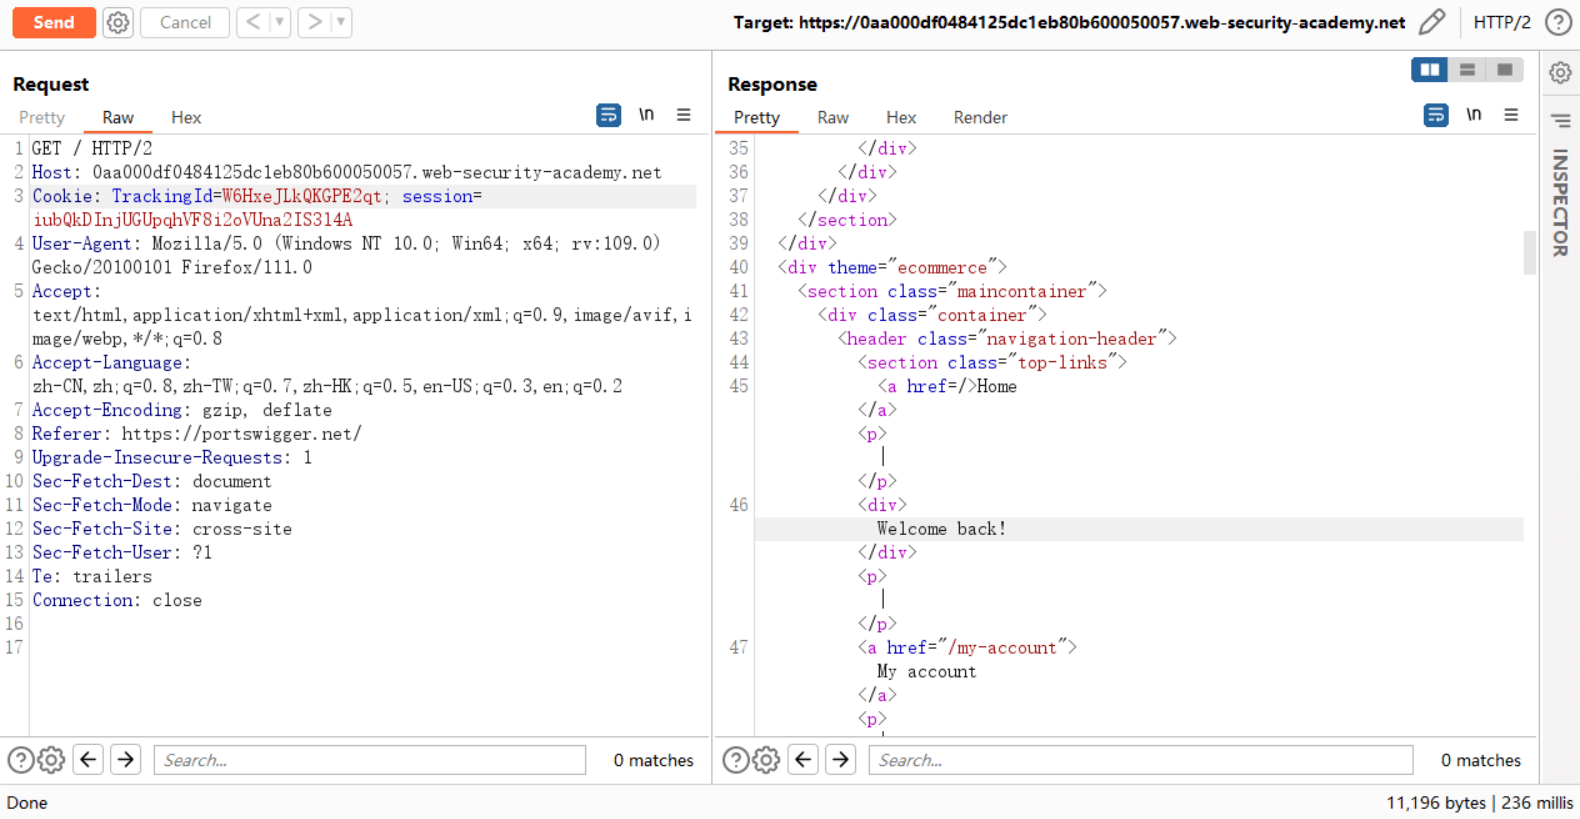 Send
Cancel
<
>
Target: https://0aa000df0484125dc1eb80b600050057.web-security-academy.net
HTTP/2
?
Request
Pretty Raw Hex
\n
1 GET / HTTP/2
2 Host: 0aa000df0484125dc1eb80b600050057.web-security-academy.net
3 Cookie: TrackingId=W6HxeJLkQKGPE2qt; session=
iubQkDInjUGUpqhVF8i2oVUna2IS3l4A
4 User-Agent: Mozilla/5.0 (Windows NT 10.0; Win64; x64; rv:109.0)
Gecko/20100101 Firefox/111.0
5 Accept:
text/html,application/xhtml+xml,application/xml;q=0.9,image/avif,i
mage/webp,*/*;q=0.8
6 Accept-Language:
zh-CN,zh;q=0.8,zh-TW;q=0.7,zh-HK;q=0.5,en-US;q=0.3,en;q=0.2
7 Accept-Encoding: gzip, deflate
8 Referer: https://portswigger.net/
9 Upgrade-Insecure-Requests: 1
10 Sec-Fetch-Dest: document
11 Sec-Fetch-Mode: navigate
12 Sec-Fetch-Site: cross-site
13 Sec-Fetch-User: ?1
14 Te: trailers
15 Connection: close
16
17
?
Search...
0 matches
Response
Pretty Raw Hex Render
\n
35 </div>
36 </div>
37 </div>
38 </section>
39 </div>
40 <div theme="ecommerce">
41 <section class="maincontainer">
42 <div class="container">
43 <header class="navigation-header">
44 <section class="top-links">
45 <a href=/>Home
</a>
<p>
|
</p>
46 <div>
Welcome back!
</div>
<p>
|
</p>
47 <a href="/my-account">
My account
</a>
<p>
?
Search...
0 matches
INSPECTOR
Done
11,196 bytes | 236 millis